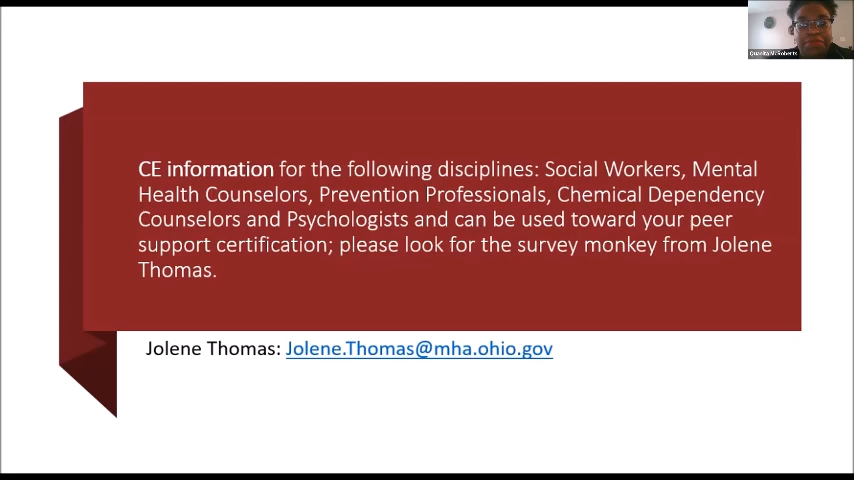 Quanita McRoberts
CE information for the following disciplines: Social Workers, Mental
Health Counselors, Prevention Professionals, Chemical Dependency
Counselors and Psychologists and can be used toward your peer
support certification; please look for the survey monkey from Jolene
Thomas.
Jolene Thomas: Jolene.Thomas@mha.ohio.gov